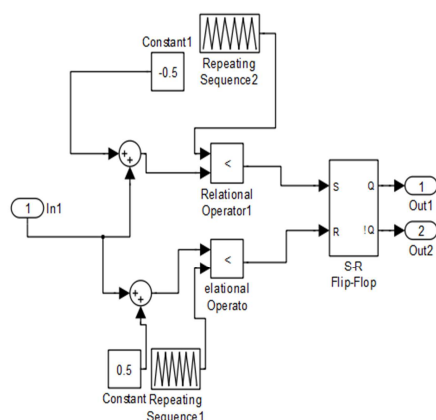 Constant1
-0.5
Repeating
Sequence2
+
+
<
Relational
Operator1
1
In1
S
Q
R
!Q
1
Out1
2
Out2
S-R
Flip-Flop
+
+
<
elational
Operato
0.5
Constant
Repeating
Sequence1